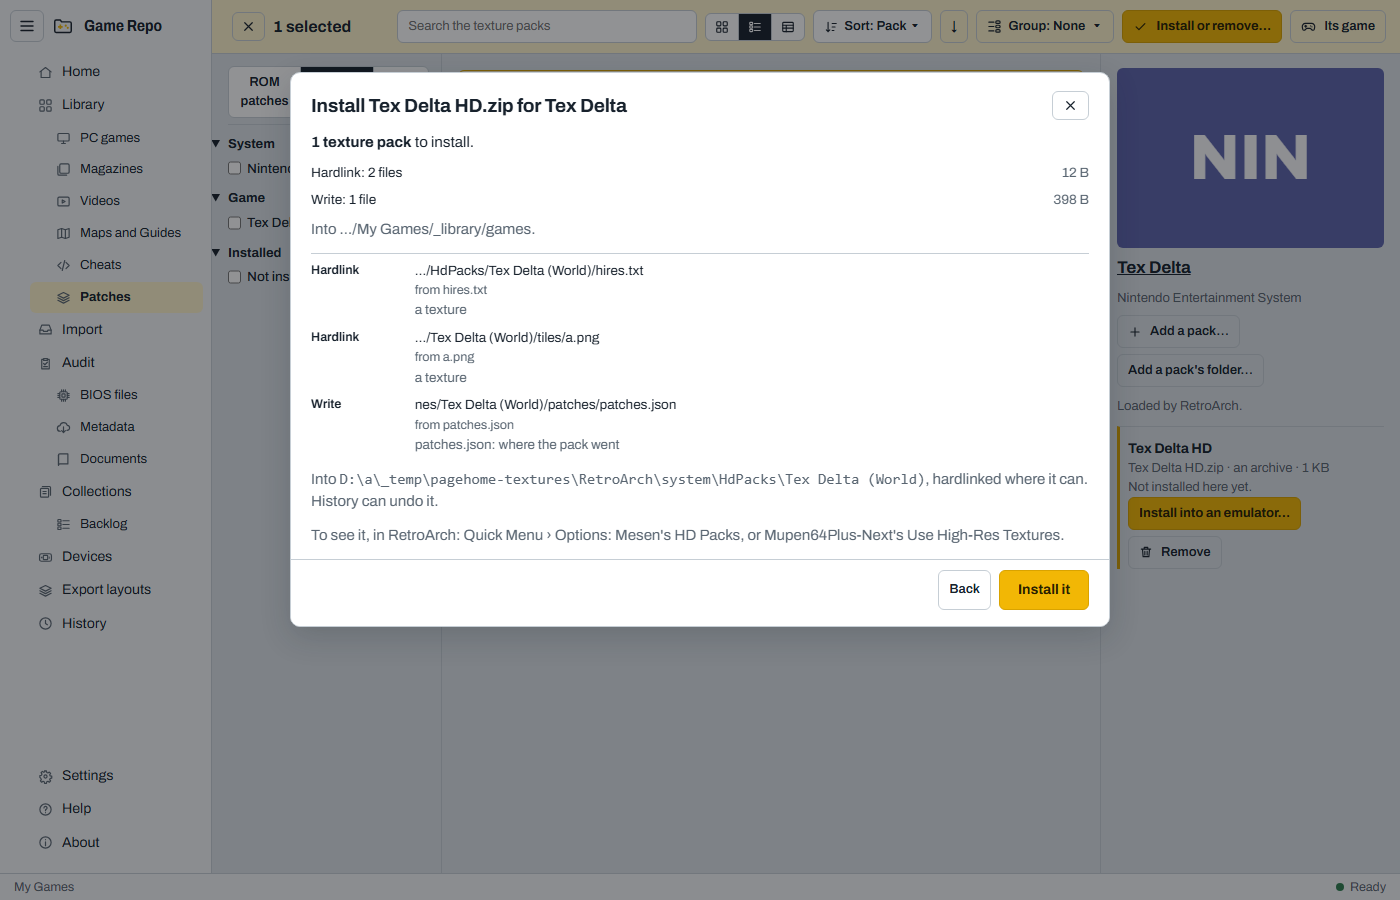 Game Repo
1 selected
Search the texture packs
Sort: Pack
Group: None
Install or remove...
Its game
Home
Library
PC games
Magazines
Videos
Maps and Guides
Cheats
Patches
Import
Audit
BIOS files
Metadata
Documents
Collections
Backlog
Devices
Export layouts
History
Settings
Help
About
ROM
patches
System
Game
Installed
Install Tex Delta HD.zip for Tex Delta
1 texture pack to install.
Hardlink: 2 files 12 B
Write: 1 file 398 B
Into .../My Games/_library/games.
Hardlink .../HdPacks/Tex Delta (World)/hires.txt
from hires.txt
a texture
Hardlink .../Tex Delta (World)/tiles/a.png
from a.png
a texture
Write nes/Tex Delta (World)/patches/patches.json
from patches.json
patches.json: where the pack went
Into D:\a\_temp\pagehome-textures\RetroArch\system\HdPacks\Tex Delta (World), hardlinked where it can.
History can undo it.
To see it, in RetroArch: Quick Menu › Options: Mesen's HD Packs, or Mupen64Plus-Next's Use High-Res Textures.
Back
Install it
NIN
Tex Delta
Nintendo Entertainment System
Add a pack...
Add a pack's folder...
Loaded by RetroArch.
Tex Delta HD
Tex Delta HD.zip · an archive · 1 KB
Not installed here yet.
Install into an emulator...
Remove
My Games
Ready